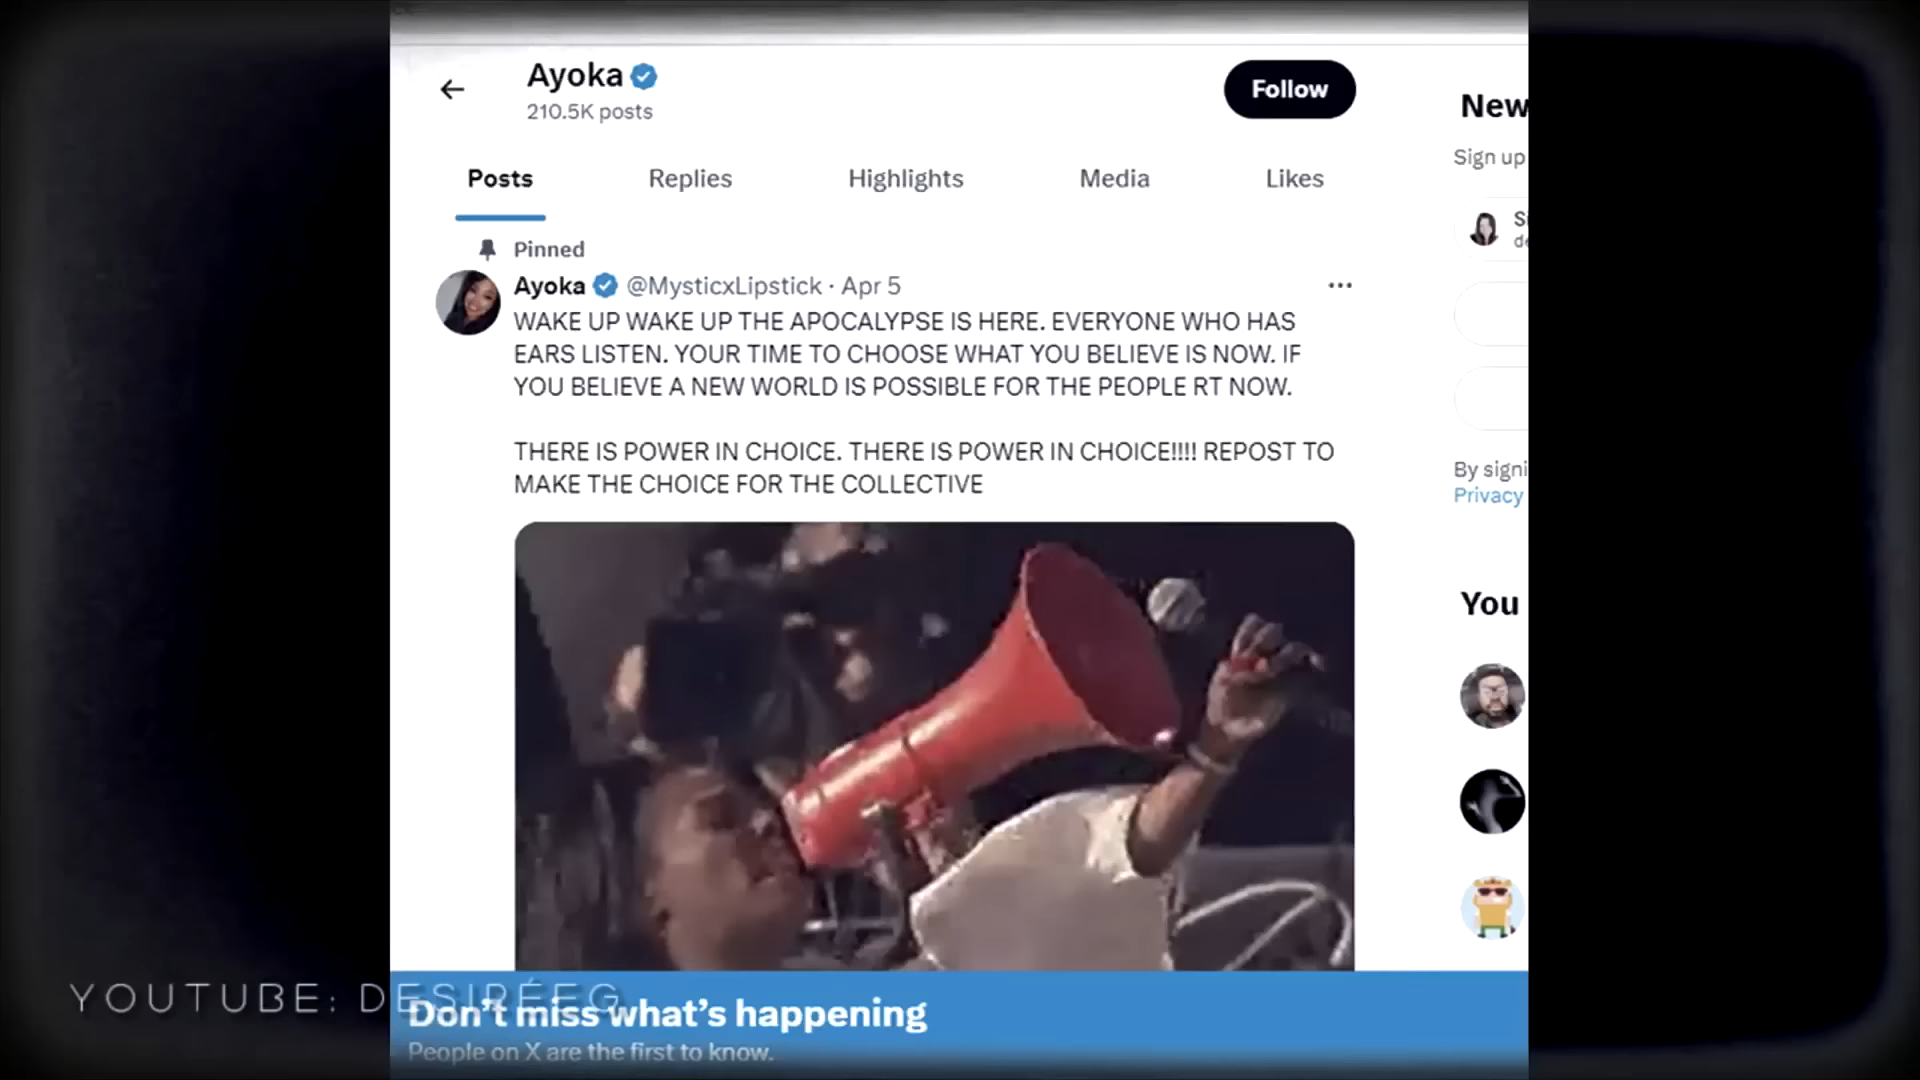 Ayoka
210.5K posts
Follow
Posts Replies Highlights Media Likes
Pinned
Ayoka @MysticxLipstick · Apr 5
WAKE UP WAKE UP THE APOCALYPSE IS HERE. EVERYONE WHO HAS
EARS LISTEN. YOUR TIME TO CHOOSE WHAT YOU BELIEVE IS NOW. IF
YOU BELIEVE A NEW WORLD IS POSSIBLE FOR THE PEOPLE RT NOW.
THERE IS POWER IN CHOICE. THERE IS POWER IN CHOICE!!!! REPOST TO
MAKE THE CHOICE FOR THE COLLECTIVE
New
Sign up
By signi
Privacy
You
YOUTUBE: DESIRÉEG
Don't miss what's happening
People on X are the first to know.